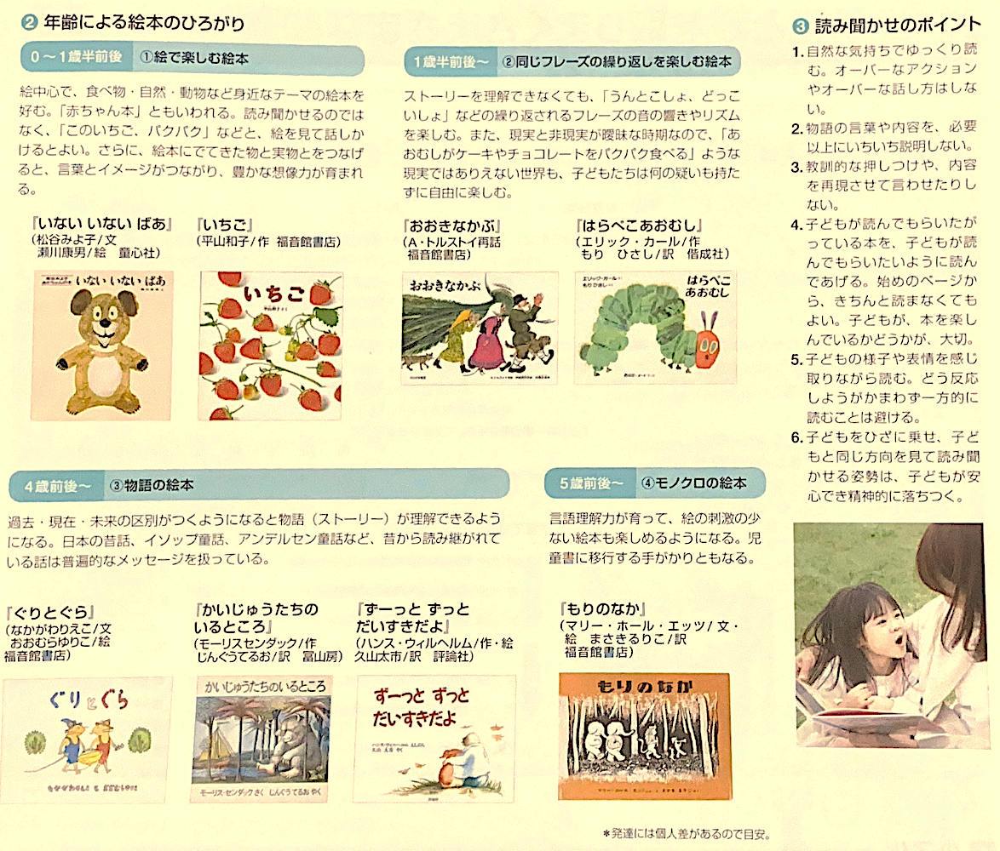 ❷ 年齢による絵本のひろがり
0～1歳半前後 ①絵で楽しむ絵本
絵中心で、食べ物・自然・動物など身近なテーマの絵本を
好む。「赤ちゃん本」ともいわれる。読み聞かせるのでは
なく、「このいちご、パクパク」などと、絵を見て話しか
けるとよい。さらに、絵本にでてきた物と実物とをつなげ
ると、言葉とイメージがつながり、豊かな想像力が育まれ
る。
『いない いない ばあ』
(松谷みよ子/文
瀬川康男/絵 童心社)
『いちご』
(平山和子/作 福音館書店)
いない いない ばあ
いちご
1歳半前後～ ②同じフレーズの繰り返しを楽しむ絵本
ストーリーを理解できなくても、「うんとこしょ、どっこ
いしょ」などの繰り返されるフレーズの音の響きやリズム
を楽しむ。また、現実と非現実が曖昧な時期なので、「あ
おむしがケーキやチョコレートをパクパク食べる」ような
現実ではありえない世界も、子どもたちは何の疑いも持た
ずに自由に楽しむ。
『おおきなかぶ』
(A・トルストイ再話
福音館書店)
『はらぺこあおむし』
(エリック・カール/作
もり ひさし/訳 偕成社)
おおきなかぶ
エリック・カール
もりひさし 訳
はらぺこ
あおむし
4歳前後～ ③物語の絵本
過去・現在・未来の区別がつくようになると物語(ストーリー)が理解できるよう
になる。日本の昔話、イソップ童話、アンデルセン童話など、昔から読み継がれて
いる話は普遍的なメッセージを扱っている。
『ぐりとぐら』
(なかがわりえこ/文
おおむらゆりこ/絵
福音館書店)
『かいじゅうたちの
いるところ』
(モーリスセンダック/作
じんぐうてるお/訳 冨山房)
『ずーっと ずっと
だいすきだよ』
(ハンス・ウィルヘルム/作・絵
久山太市/訳 評論社)
ぐりとぐら
かいじゅうたちのいるところ
モーリス・センダック さく じんぐうてるお やく
ずーっと ずっと
だいすきだよ
5歳前後～ ④モノクロの絵本
言語理解力が育って、絵の刺激の少
ない絵本も楽しめるようになる。児
童書に移行する手がかりともなる。
『もりのなか』
(マリー・ホール・エッツ/文・
絵 まさきるりこ/訳
福音館書店)
もりのなか
＊発達には個人差があるので目安。
❸ 読み聞かせのポイント
1.自然な気持ちでゆっくり読
む。オーバーなアクション
やオーバーな話し方はしな
い。
2.物語の言葉や内容を、必要
以上にいちいち説明しない。
3.教訓的な押しつけや、内容
を再現させて言わせたりし
ない。
4.子どもが読んでもらいたが
っている本を、子どもが読
んでもらいたいように読ん
であげる。始めのページか
ら、きちんと読まなくても
よい。子どもが、本を楽し
んでいるかどうかが、大切。
5.子どもの様子や表情を感じ
取りながら読む。どう反応
しようがかまわず一方的に
読むことは避ける。
6.子どもをひざに乗せ、子ど
もと同じ方向を見て読み聞
かせる姿勢は、子どもが安
心でき精神的に落ちつく。